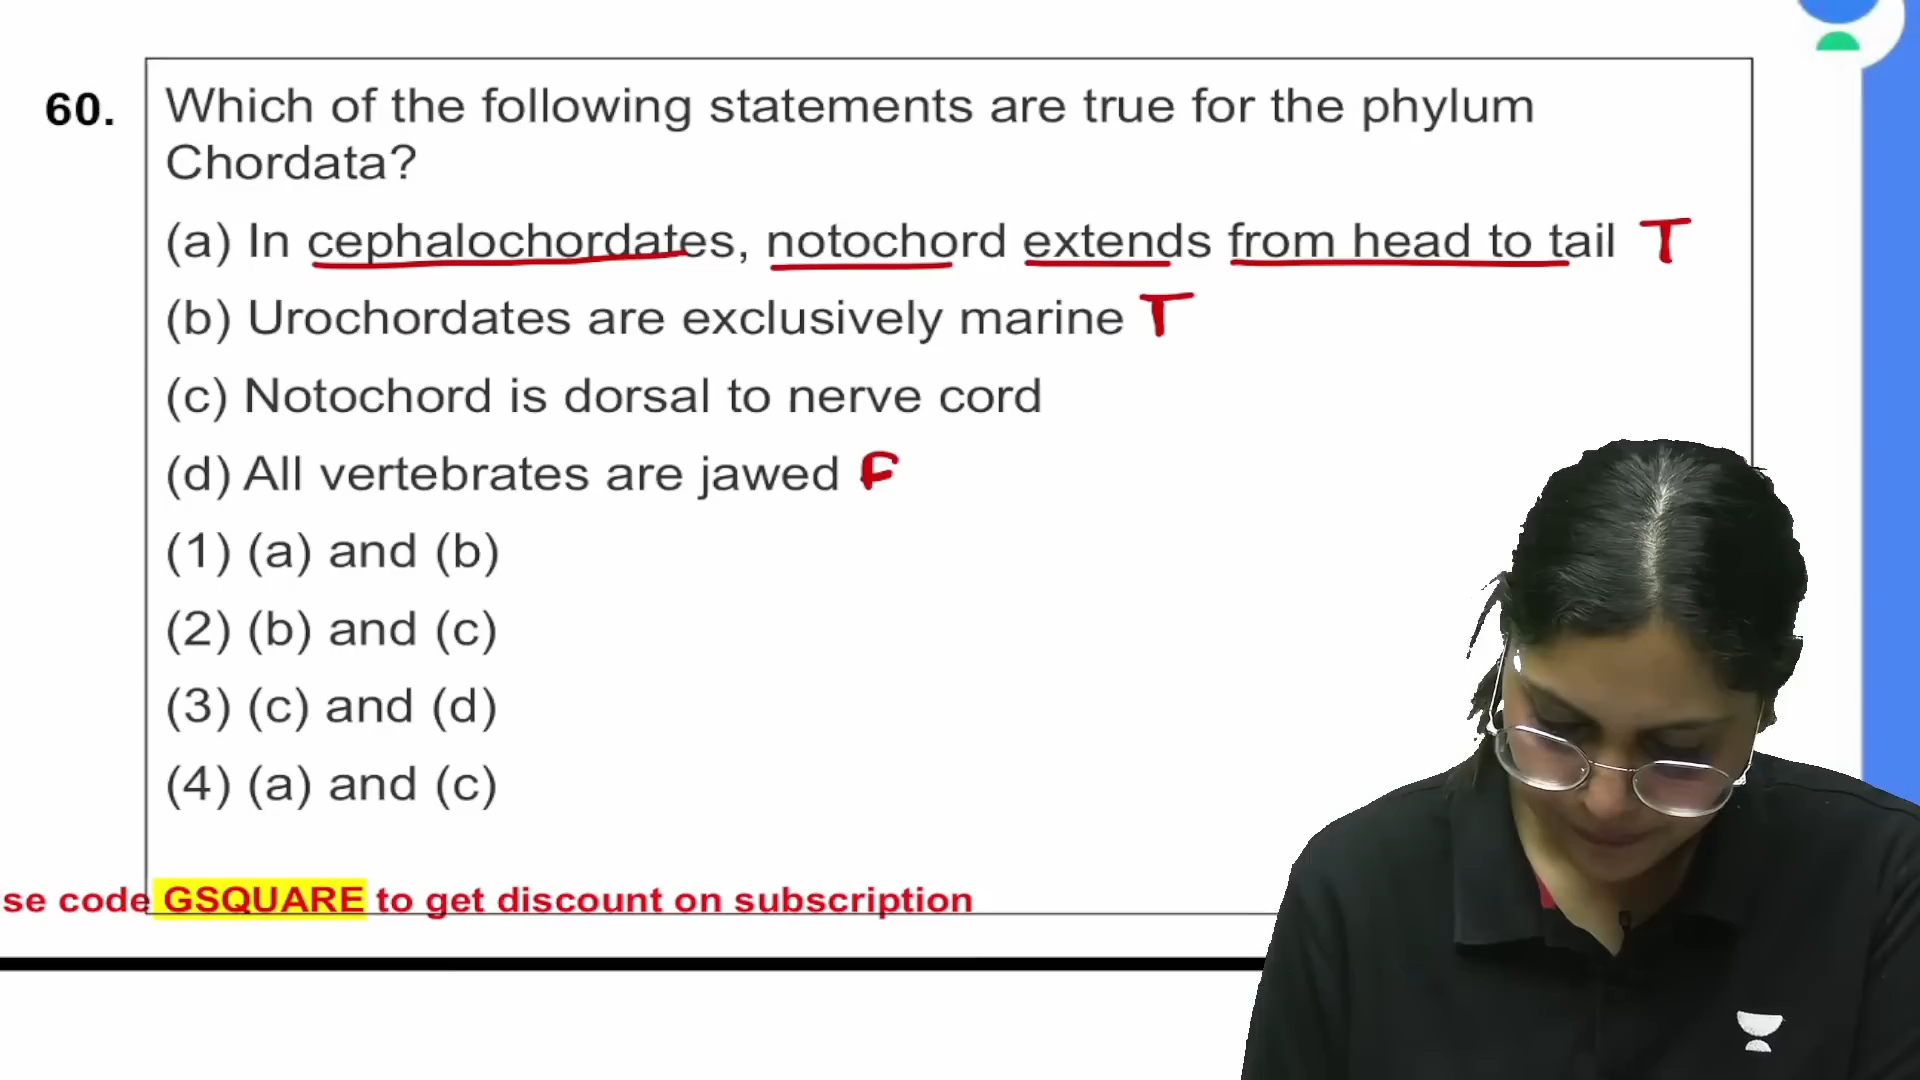 60. Which of the following statements are true for the phylum
Chordata?
(a) In cephalochordates, notochord extends from head to tail T
(b) Urochordates are exclusively marine T
(c) Notochord is dorsal to nerve cord
(d) All vertebrates are jawed F
(1) (a) and (b)
(2) (b) and (c)
(3) (c) and (d)
(4) (a) and (c)
se code GSQUARE to get discount on subscription